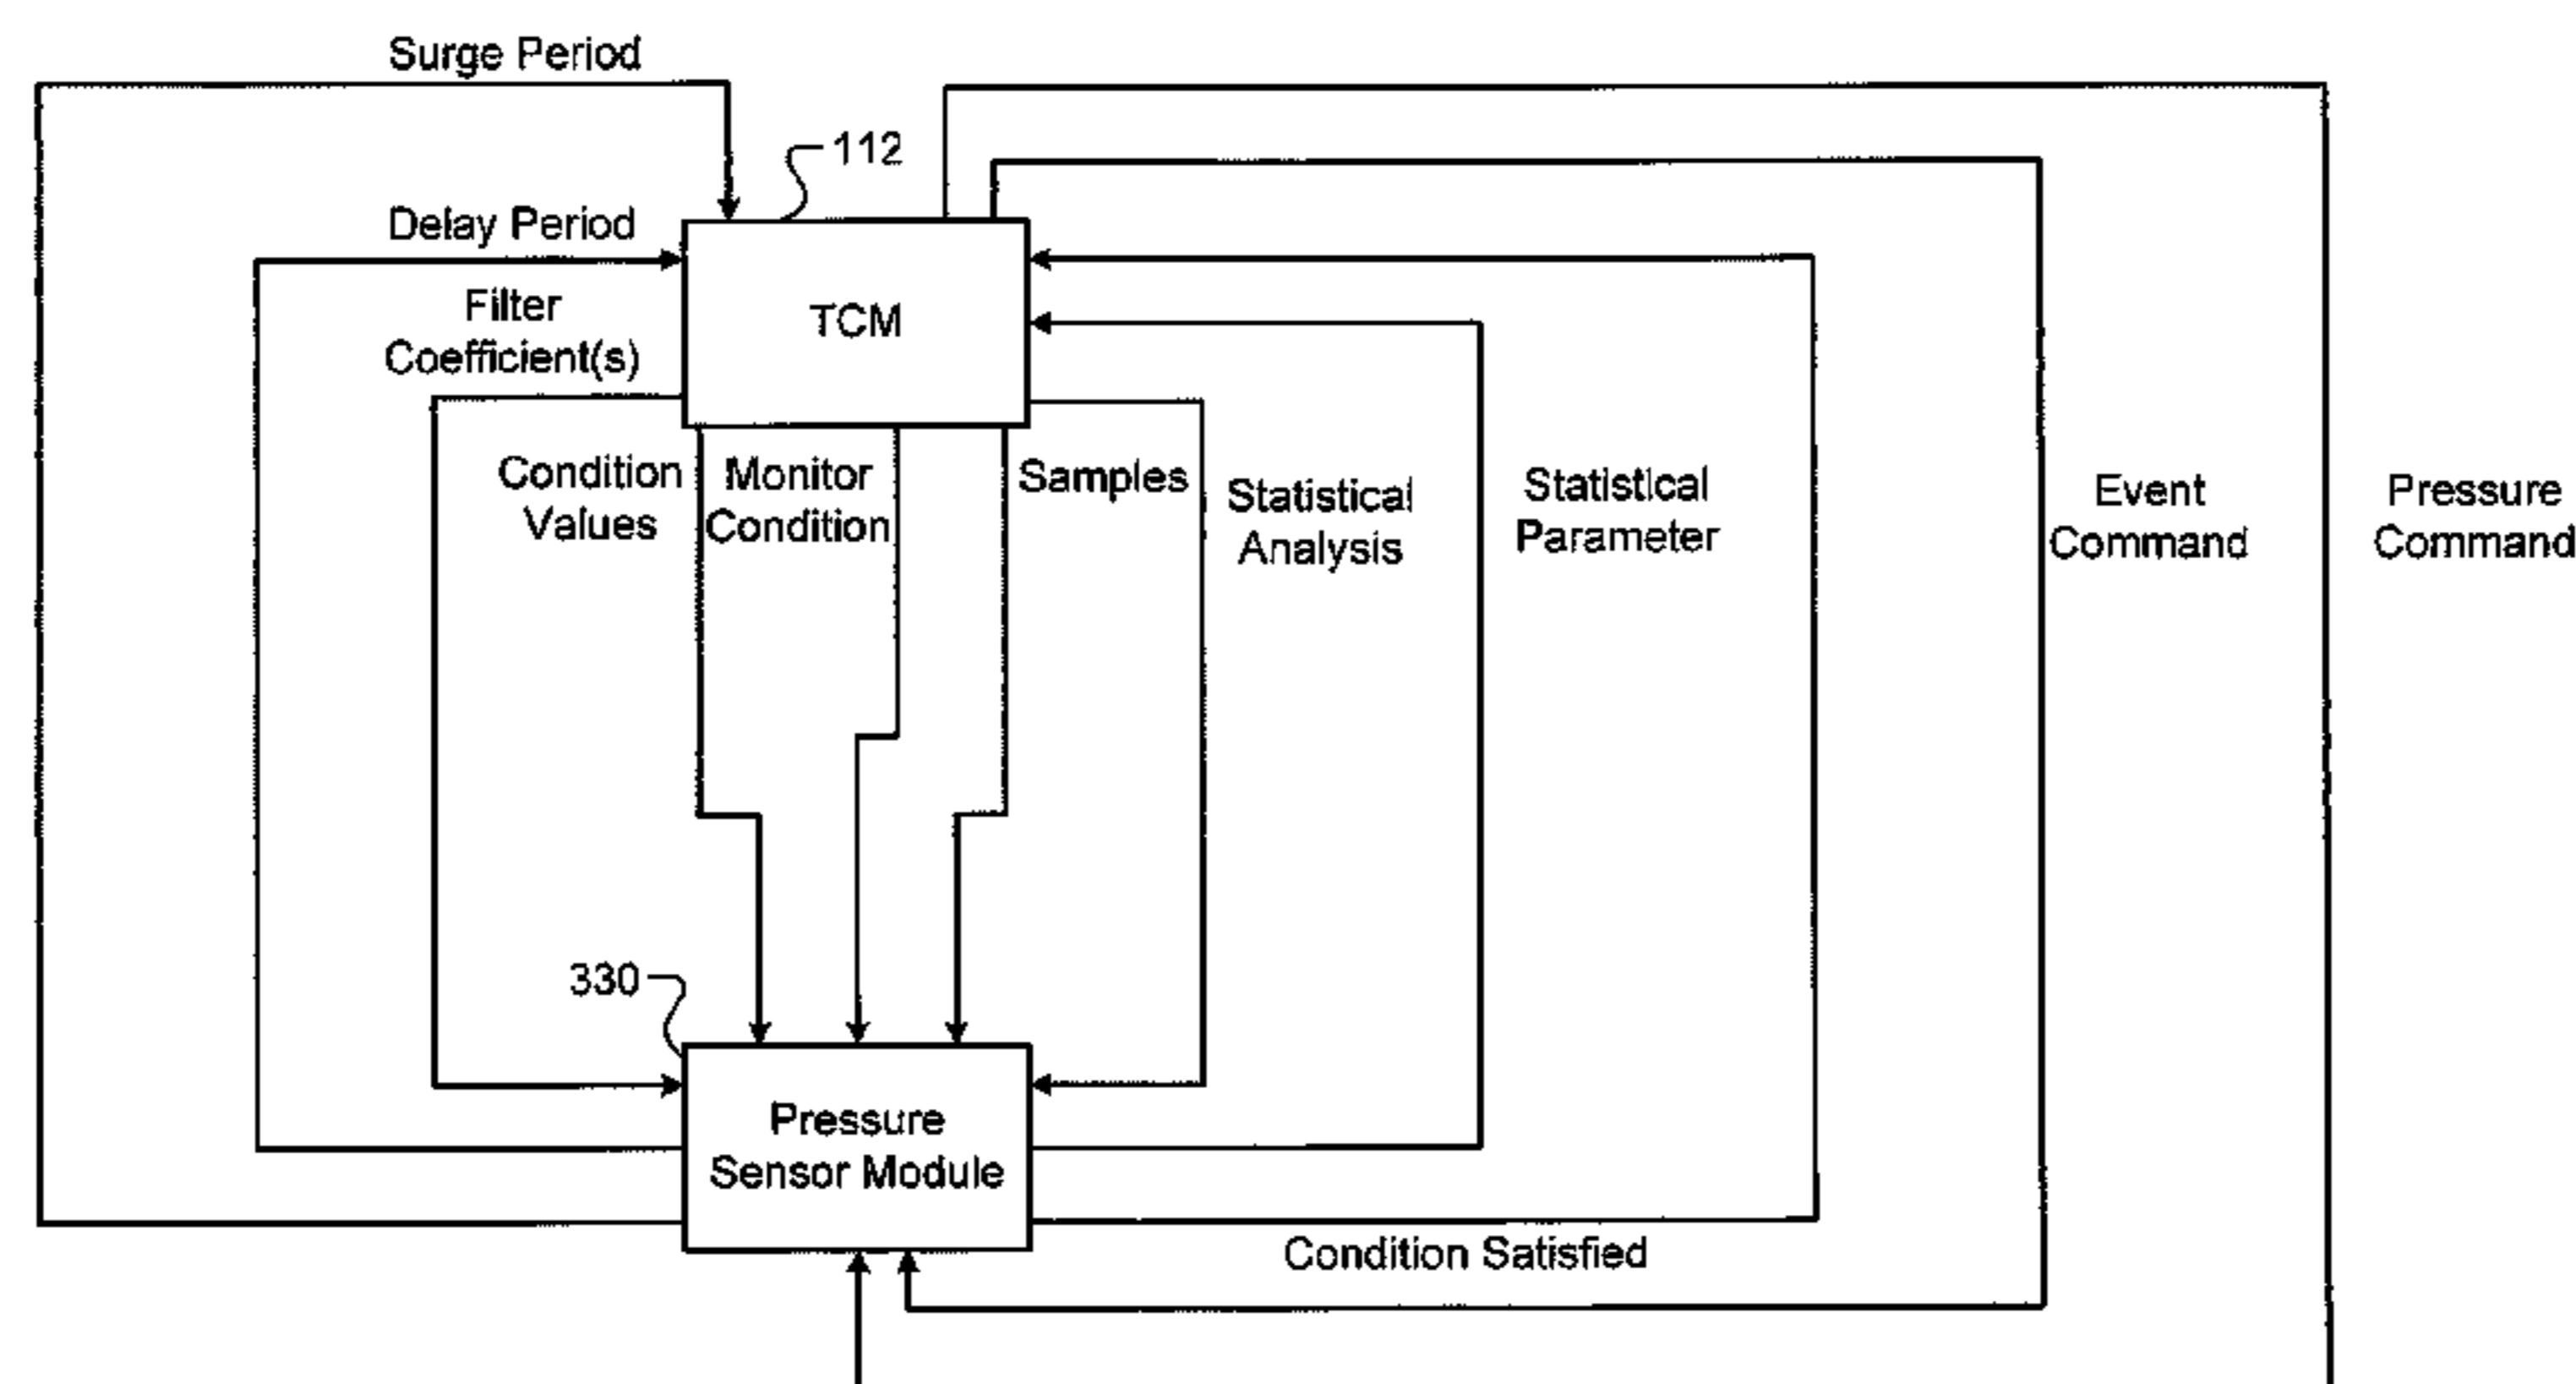 Surge Period
112
Delay Period
Filter
Coefficient(s)
TCM
Condition
Values
Monitor
Condition
Samples
Statistical
Analysis
Statistical
Parameter
Event
Command
Pressure
Command
330
Pressure
Sensor Module
Condition Satisfied